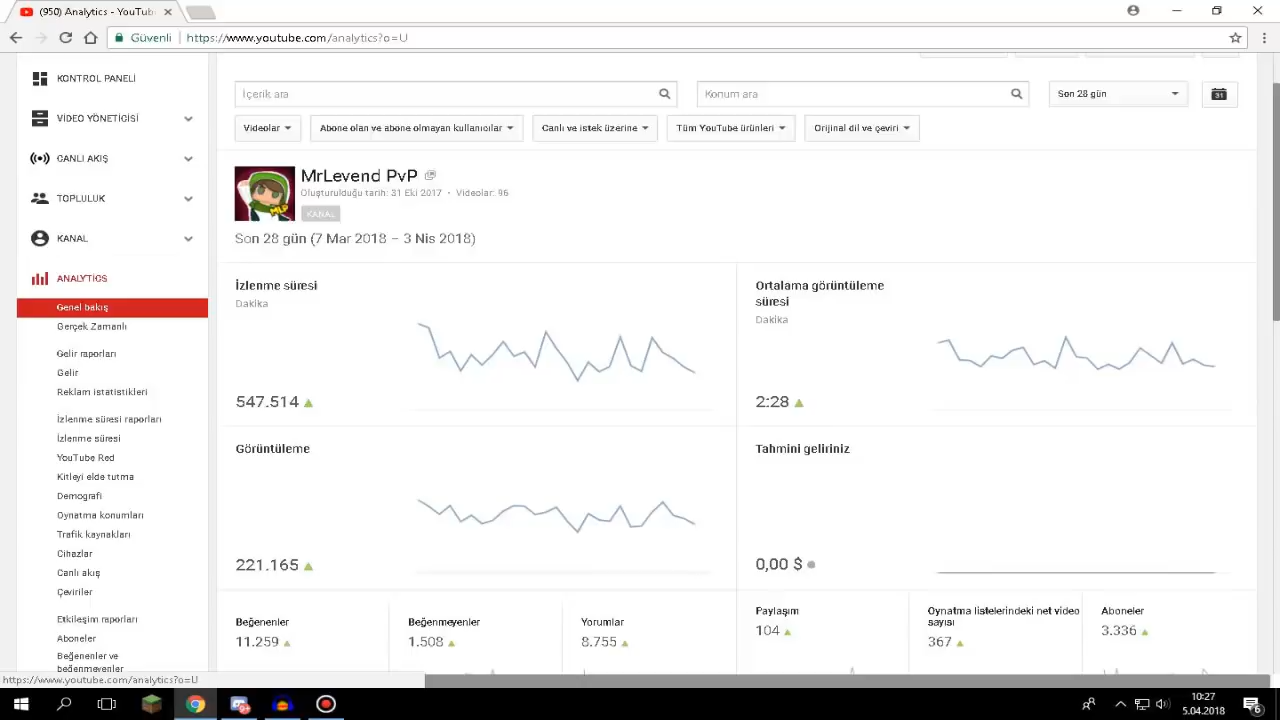 (950) Analytics - YouTub
Güvenli
https://www.youtube.com/analytics?o=U
KONTROL PANELİ
VİDEO YÖNETİCİSİ
CANLI AKIŞ
TOPLULUK
KANAL
ANALYTICS
Genel bakış
Gerçek Zamanlı
Gelir raporları
Gelir
Reklam istatistikleri
İzlenme süresi raporları
İzlenme süresi
YouTube Red
Kitleyi elde tutma
Demografi
Oynatma konumları
Trafik kaynakları
Cihazlar
Canlı akış
Çeviriler
Etkileşim raporları
Aboneler
Beğenenler ve
beğenmeyenler
İçerik ara
Konum ara
Son 28 gün
31
Videolar
Abone olan ve abone olmayan kullanıcılar
Canlı ve istek üzerine
Tüm YouTube ürünleri
Orijinal dil ve çeviri
MrLevend PvP
Oluşturulduğu tarih: 31 Eki 2017 • Videolar: 96
KANAL
Son 28 gün (7 Mar 2018 – 3 Nis 2018)
İzlenme süresi
Dakika
547.514
Ortalama görüntüleme
süresi
Dakika
2:28
Görüntüleme
221.165
Tahmini geliriniz
0,00 $
Beğenenler
11.259
Beğenmeyenler
1.508
Yorumlar
8.755
Paylaşım
104
Oynatma listelerindeki net video
sayısı
367
Aboneler
3.336
https://www.youtube.com/analytics?o=U
10:27
5.04.2018
6